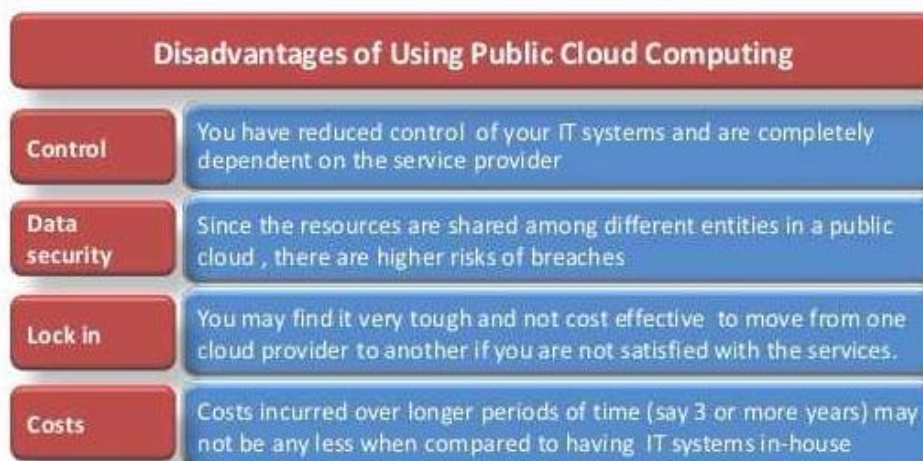 Disadvantages of Using Public Cloud Computing
Control
You have reduced control of your IT systems and are completely
dependent on the service provider
Data
security
Since the resources are shared among different entities in a public
cloud , there are higher risks of breaches
Lock in
You may find it very tough and not cost effective to move from one
cloud provider to another if you are not satisfied with the services.
Costs
Costs incurred over longer periods of time (say 3 or more years) may
not be any less when compared to having IT systems in-house